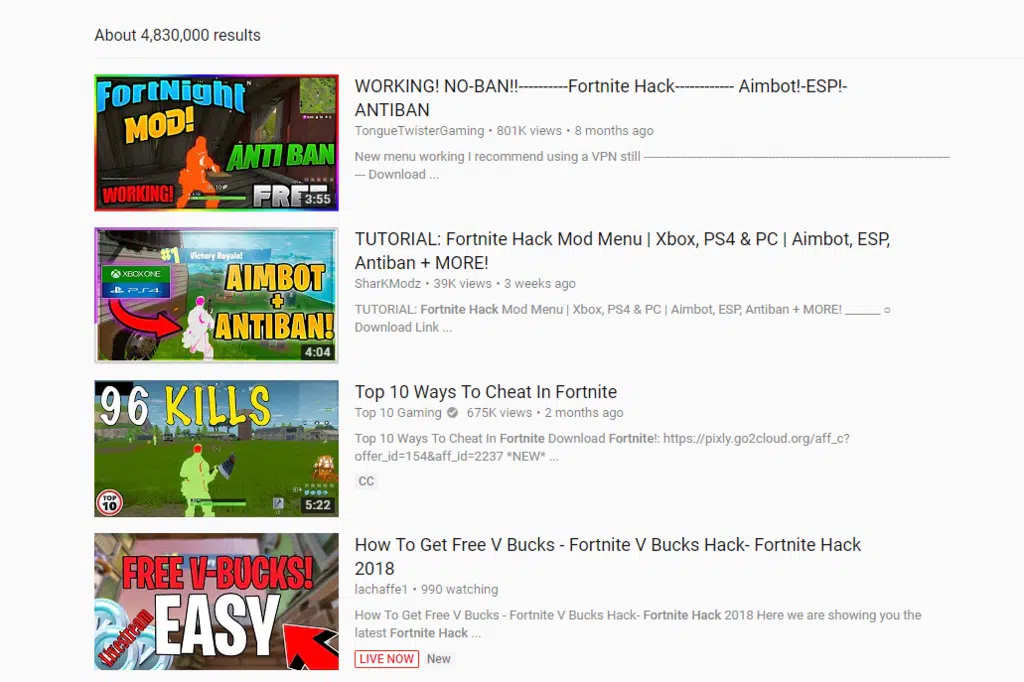 About 4,830,000 results
FortNight
MOD!
ANTI BAN
WORKING!
FREE
3:55
WORKING! NO-BAN!!----------Fortnite Hack------------ Aimbot!-ESP!-
ANTIBAN
TongueTwisterGaming • 801K views • 8 months ago
New menu working I recommend using a VPN still ---------------------------------------------------------------------------------------
--- Download ...
#1 Victory Royale!
XBOX ONE
PS4
AIMBOT
+
ANTIBAN!
4:04
TUTORIAL: Fortnite Hack Mod Menu | Xbox, PS4 & PC | Aimbot, ESP,
Antiban + MORE!
SharKModz • 39K views • 3 weeks ago
TUTORIAL: Fortnite Hack Mod Menu | Xbox, PS4 & PC | Aimbot, ESP, Antiban + MORE! ______ ○
Download Link ...
96 KILLS
TOP
10
5:22
Top 10 Ways To Cheat In Fortnite
Top 10 Gaming 675K views • 2 months ago
Top 10 Ways To Cheat In Fortnite Download Fortnite!: https://pixly.go2cloud.org/aff_c?
offer_id=154&aff_id=2237 *NEW* ...
CC
FREE V-BUCKS!
EASY
Livestream
How To Get Free V Bucks - Fortnite V Bucks Hack- Fortnite Hack
2018
lachaffe1 • 990 watching
How To Get Free V Bucks - Fortnite V Bucks Hack- Fortnite Hack 2018 Here we are showing you the
latest Fortnite Hack ...
LIVE NOW New